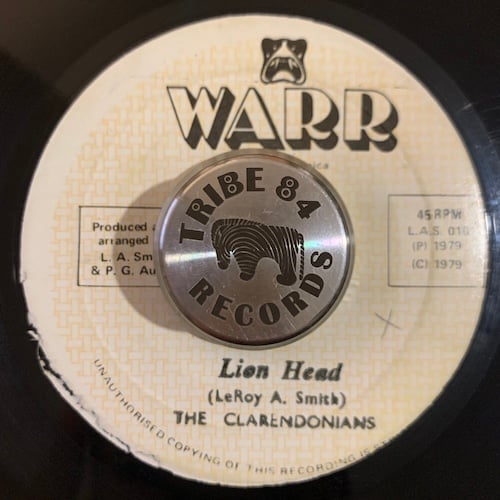 WARR
TRIBE 84
RECORDS
Produced
arranged
L. A. Sm
& P. G. Au
45 RPM
L.A.S. 010
(P) 1979
(C) 1979
Lion Head
(LeRoy A. Smith)
THE CLARENDONIANS
UNAUTHORISED COPYING OF THIS RECORDING IS